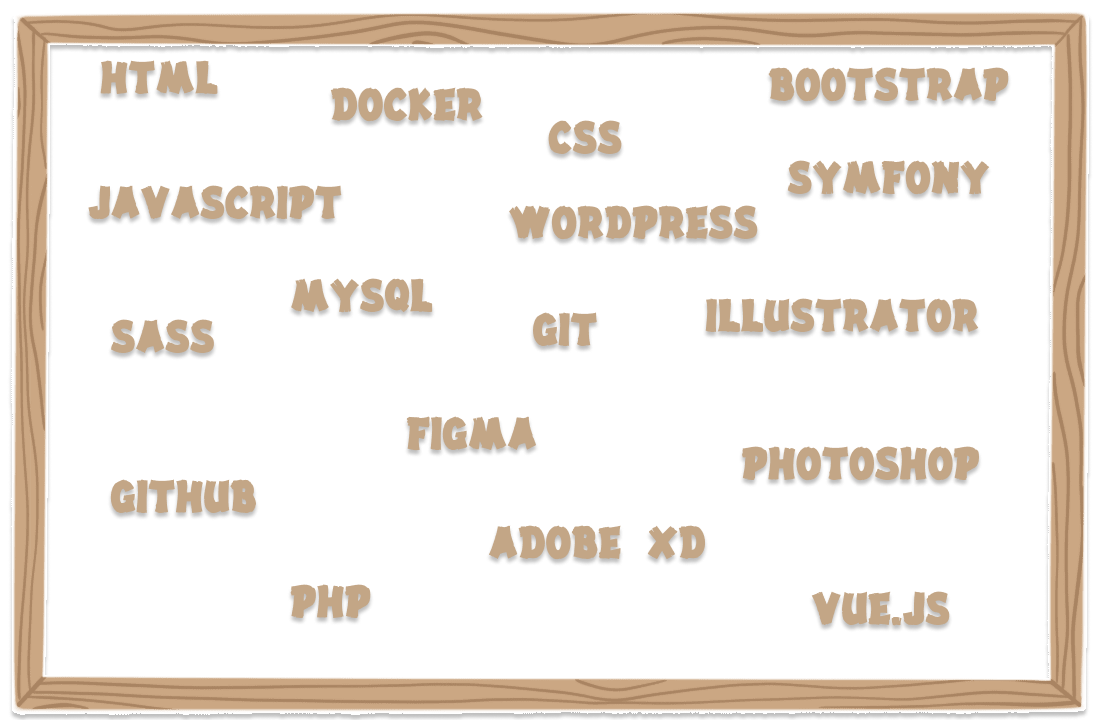 HTML
DOCKER
BOOTSTRAP
CSS
SYMFONY
JAVASCRIPT
WORDPRESS
MYSQL
ILLUSTRATOR
GIT
SASS
FIGMA
PHOTOSHOP
GITHUB
ADOBE XD
PHP
VUE.JS